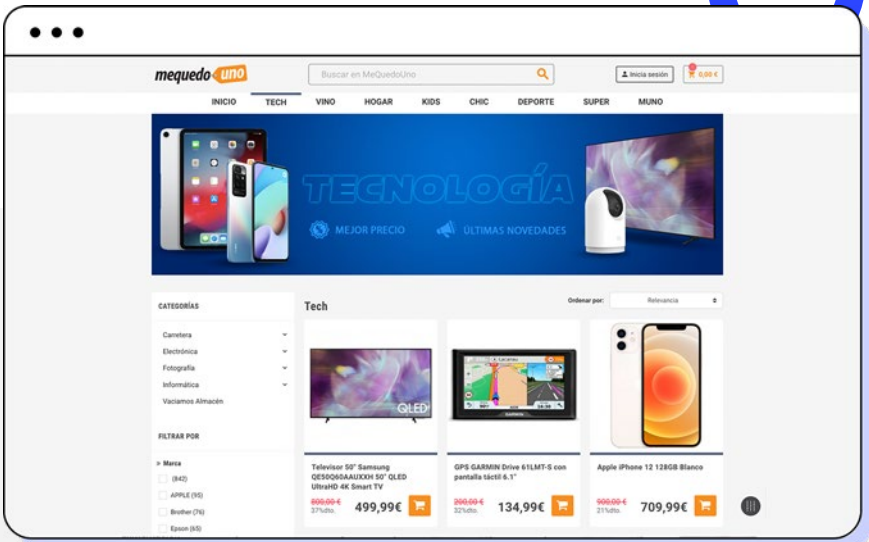 mequedo uno
Buscar en MeQuedoUno
Inicia sesión
0,00 €
INICIO TECH VINO HOGAR KIDS CHIC DEPORTE SUPER MUNO
TECNOLOGÍA
MEJOR PRECIO ÚLTIMAS NOVEDADES
CATEGORÍAS
Carretera
Electrónica
Fotografía
Informática
Vaciamos Almacén
FILTRAR POR
Marca
(842)
APPLE (95)
Brother (76)
Epson (65)
Tech
Ordenar por: Relevancia
QLED
Televisor 50" Samsung
QE50Q60AAUXXH 50" QLED
UltraHD 4K Smart TV
800,00 €
37%dto.
499,99€
GARMIN
GPS GARMIN Drive 61LMT-S con
pantalla táctil 6.1"
200,00 €
32%dto.
134,99€
Apple iPhone 12 128GB Blanco
900,00 €
21%dto.
709,99€